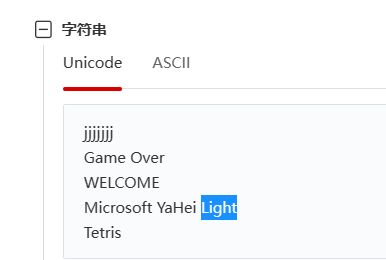 字符串
Unicode ASCII
jjjjjjj
Game Over
WELCOME
Microsoft YaHei Light
Tetris